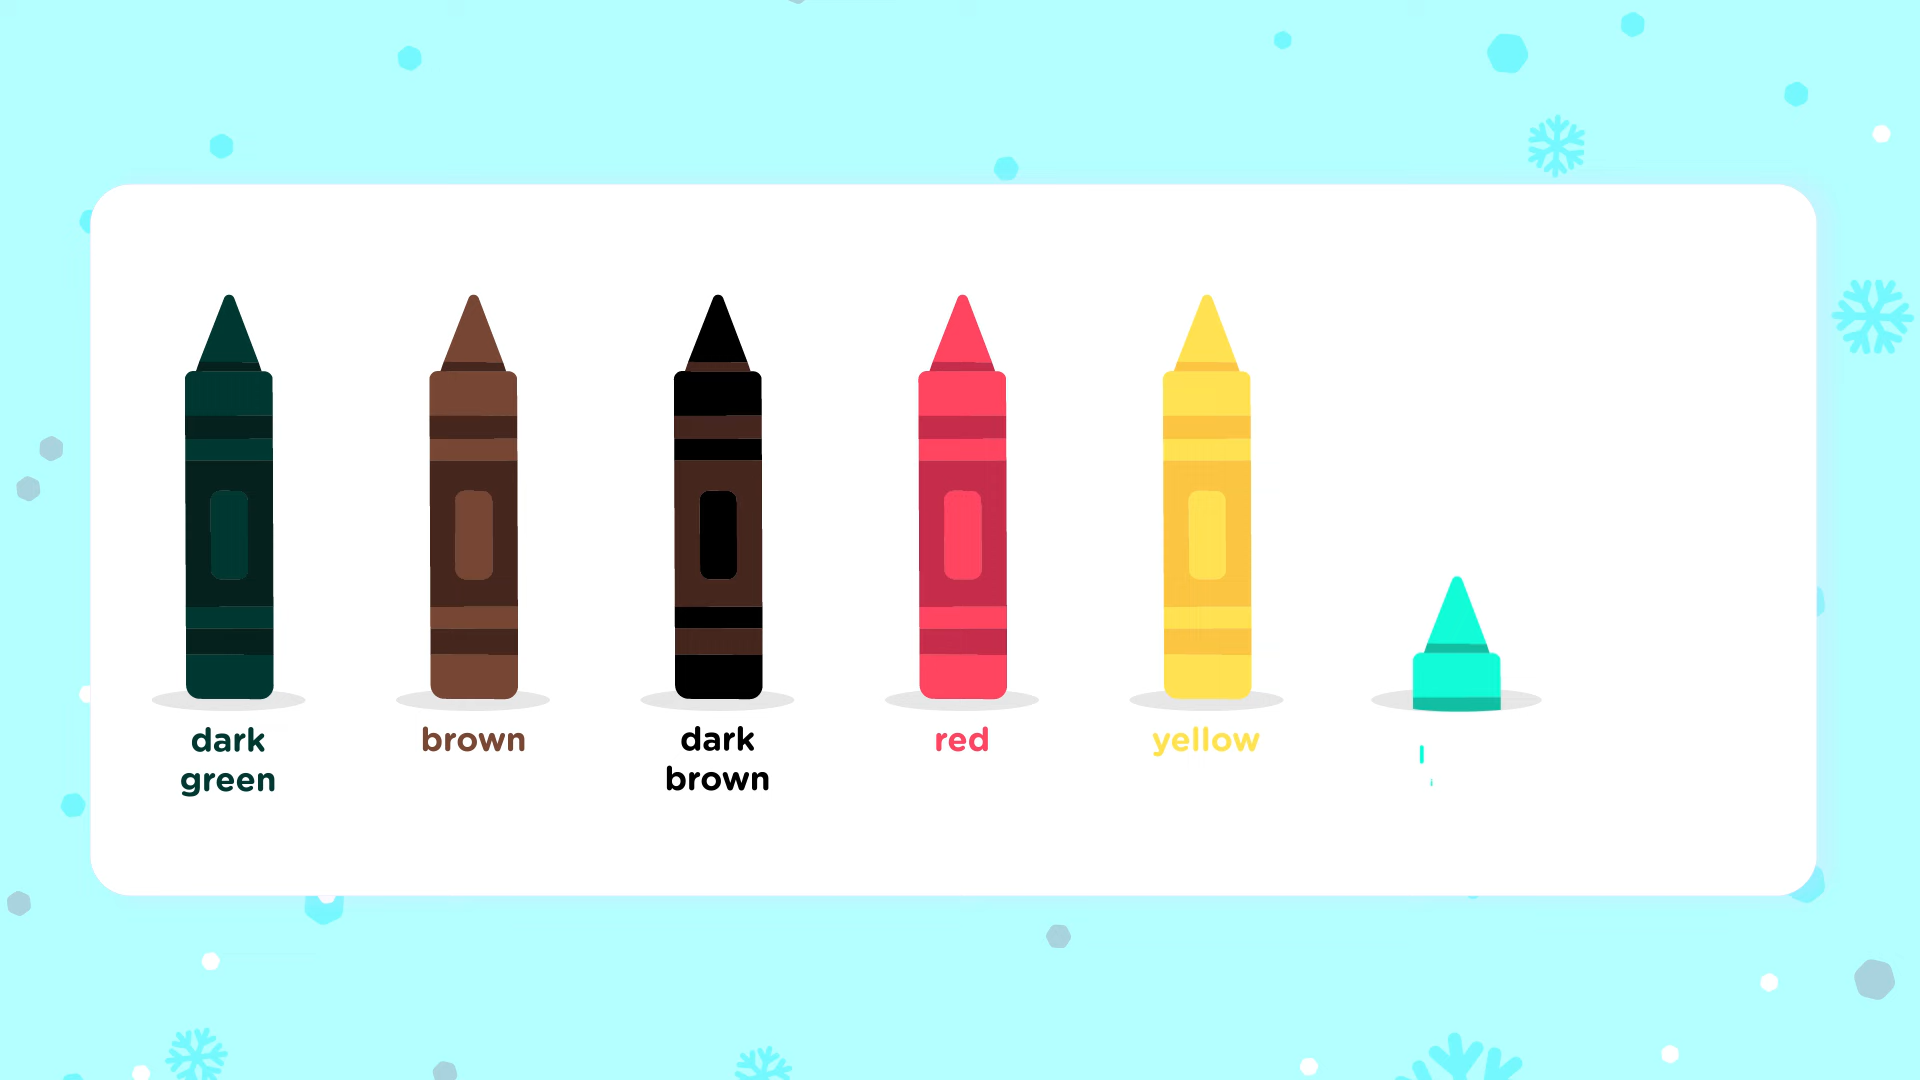 dark
green
brown
dark
brown
red
yellow